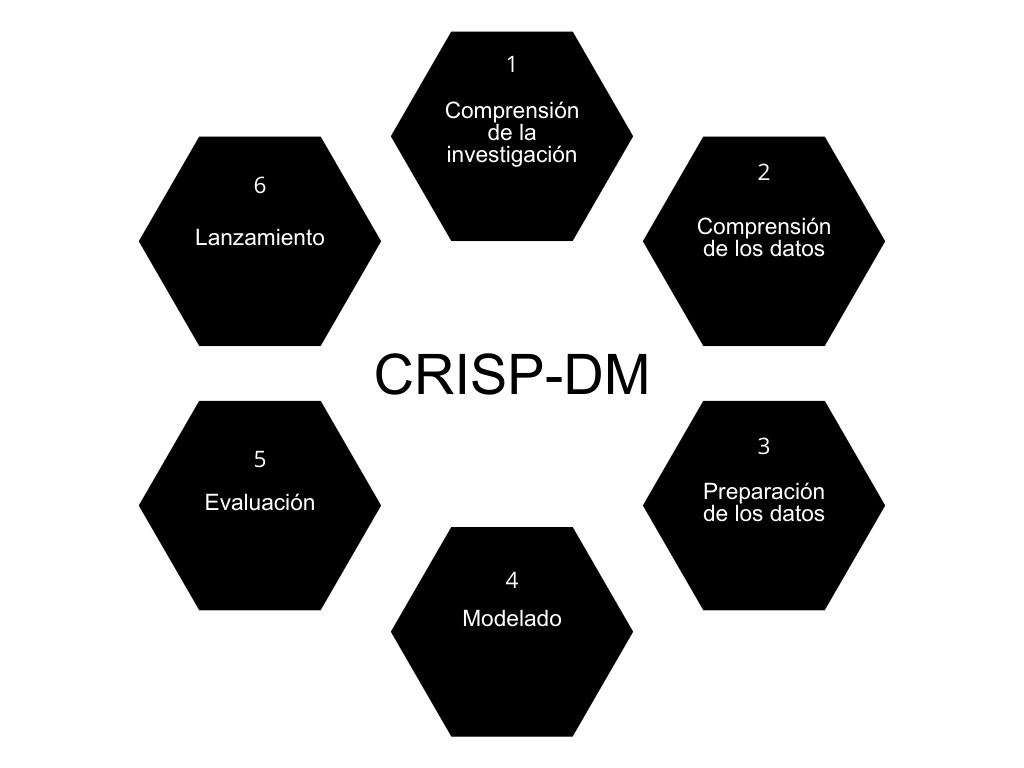 1
Comprensión
de la
investigación
2
Comprensión
de los datos
3
Preparación
de los datos
4
Modelado
5
Evaluación
6
Lanzamiento
CRISP-DM